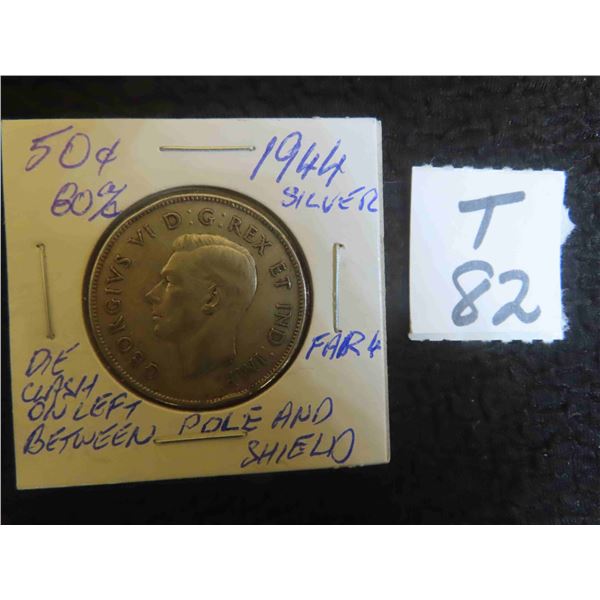 50¢ 1944
80% SILVER
GEORGIVS VI D:G:REX ET IND:IMP:
FAR 4
DIE
CLASH
ON LEFT
BETWEEN POLE AND
SHIELD
T
82